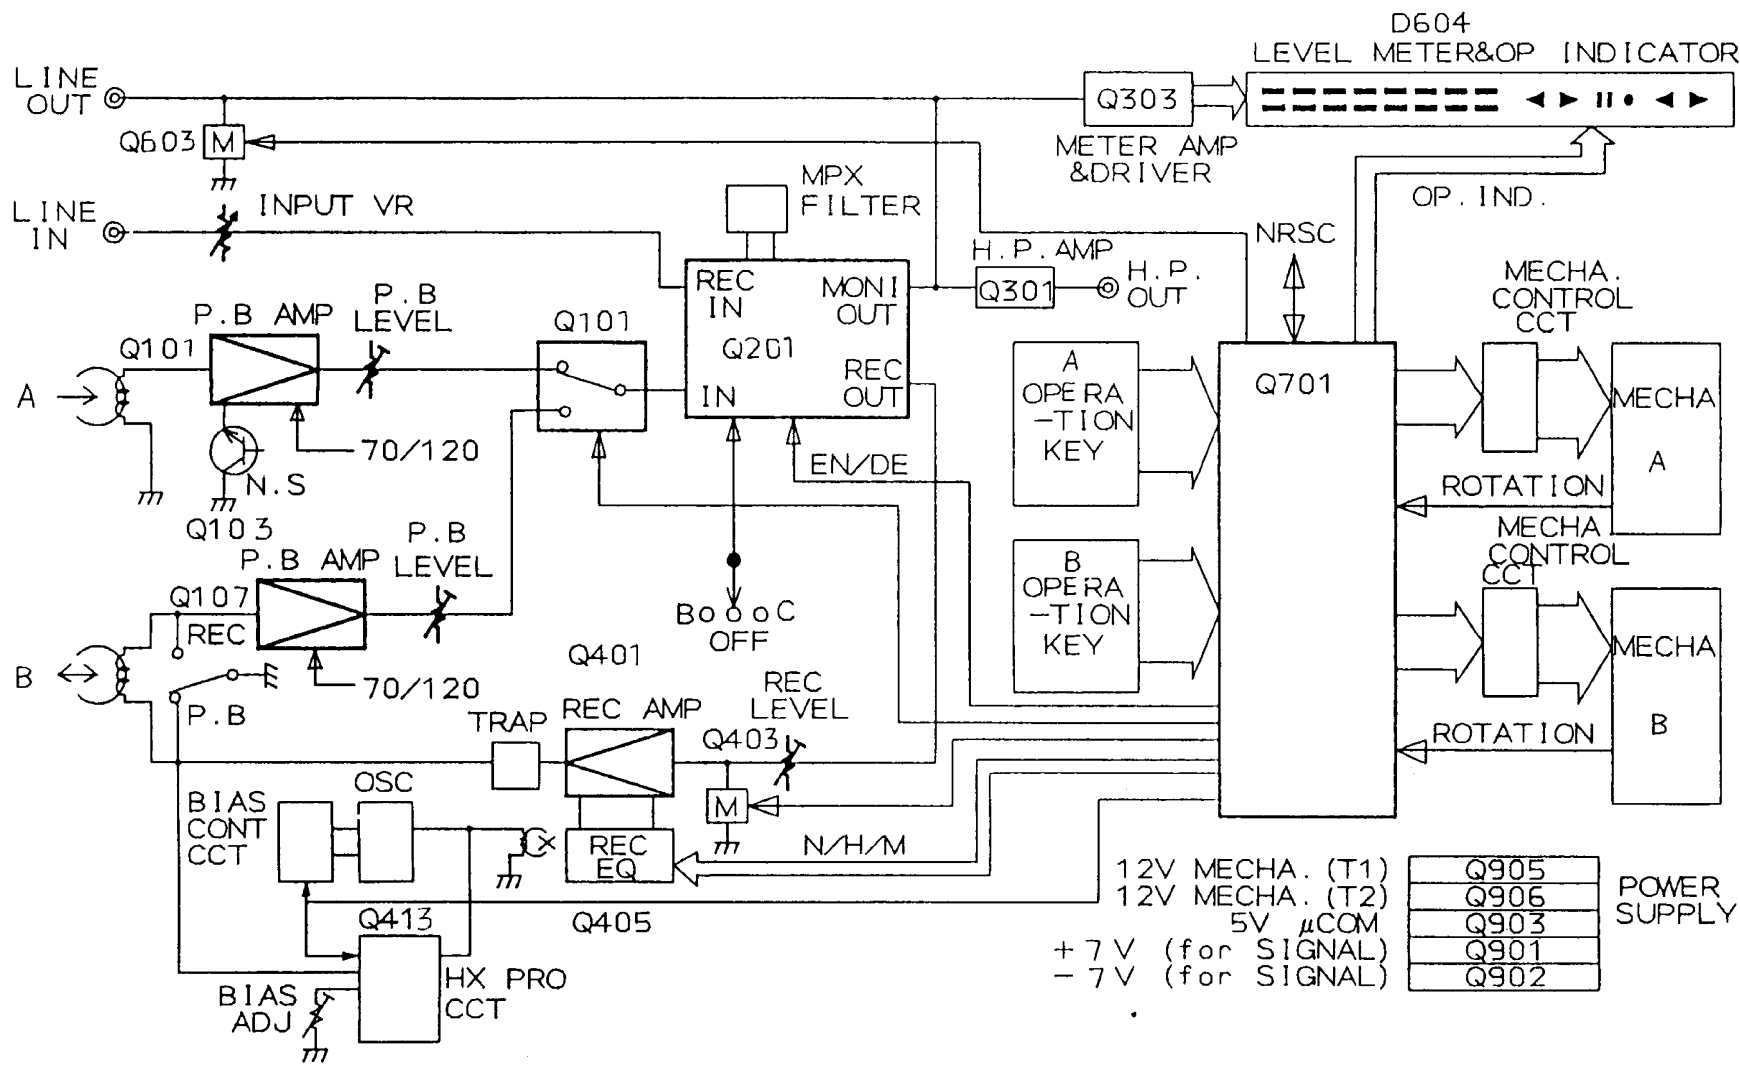 D604
LEVEL METER&OP INDICATOR
LINE
OUT
Q303
Q603
M
METER AMP
&DRIVER
OP.IND.
MPX
FILTER
LINE
IN
INPUT VR
NRSC
H.P.AMP
Q301
H.P.
OUT
REC
IN
MONI
OUT
Q201
REC
OUT
IN
MECHA.
CONTROL
CCT
P.B AMP
P.B
LEVEL
Q101
Q101
A
70/120
N.S
Q103
EN/DE
A
OPERA
-TION
KEY
Q701
MECHA
A
ROTATION
MECHA
CONTROL
CCT
P.B AMP
P.B
LEVEL
Q107
REC
B
P.B
70/120
B
OFF
C
B
OPERA
-TION
KEY
MECHA
B
ROTATION
Q401
REC AMP
TRAP
Q403
REC
LEVEL
M
OSC
BIAS
CONT
CCT
REC
EQ
N/H/M
Q413
Q405
HX PRO
CCT
BIAS
ADJ
12V MECHA.(T1) Q905
12V MECHA.(T2) Q906
5V μCOM Q903
+7V (for SIGNAL) Q901
-7V (for SIGNAL) Q902
POWER
SUPPLY